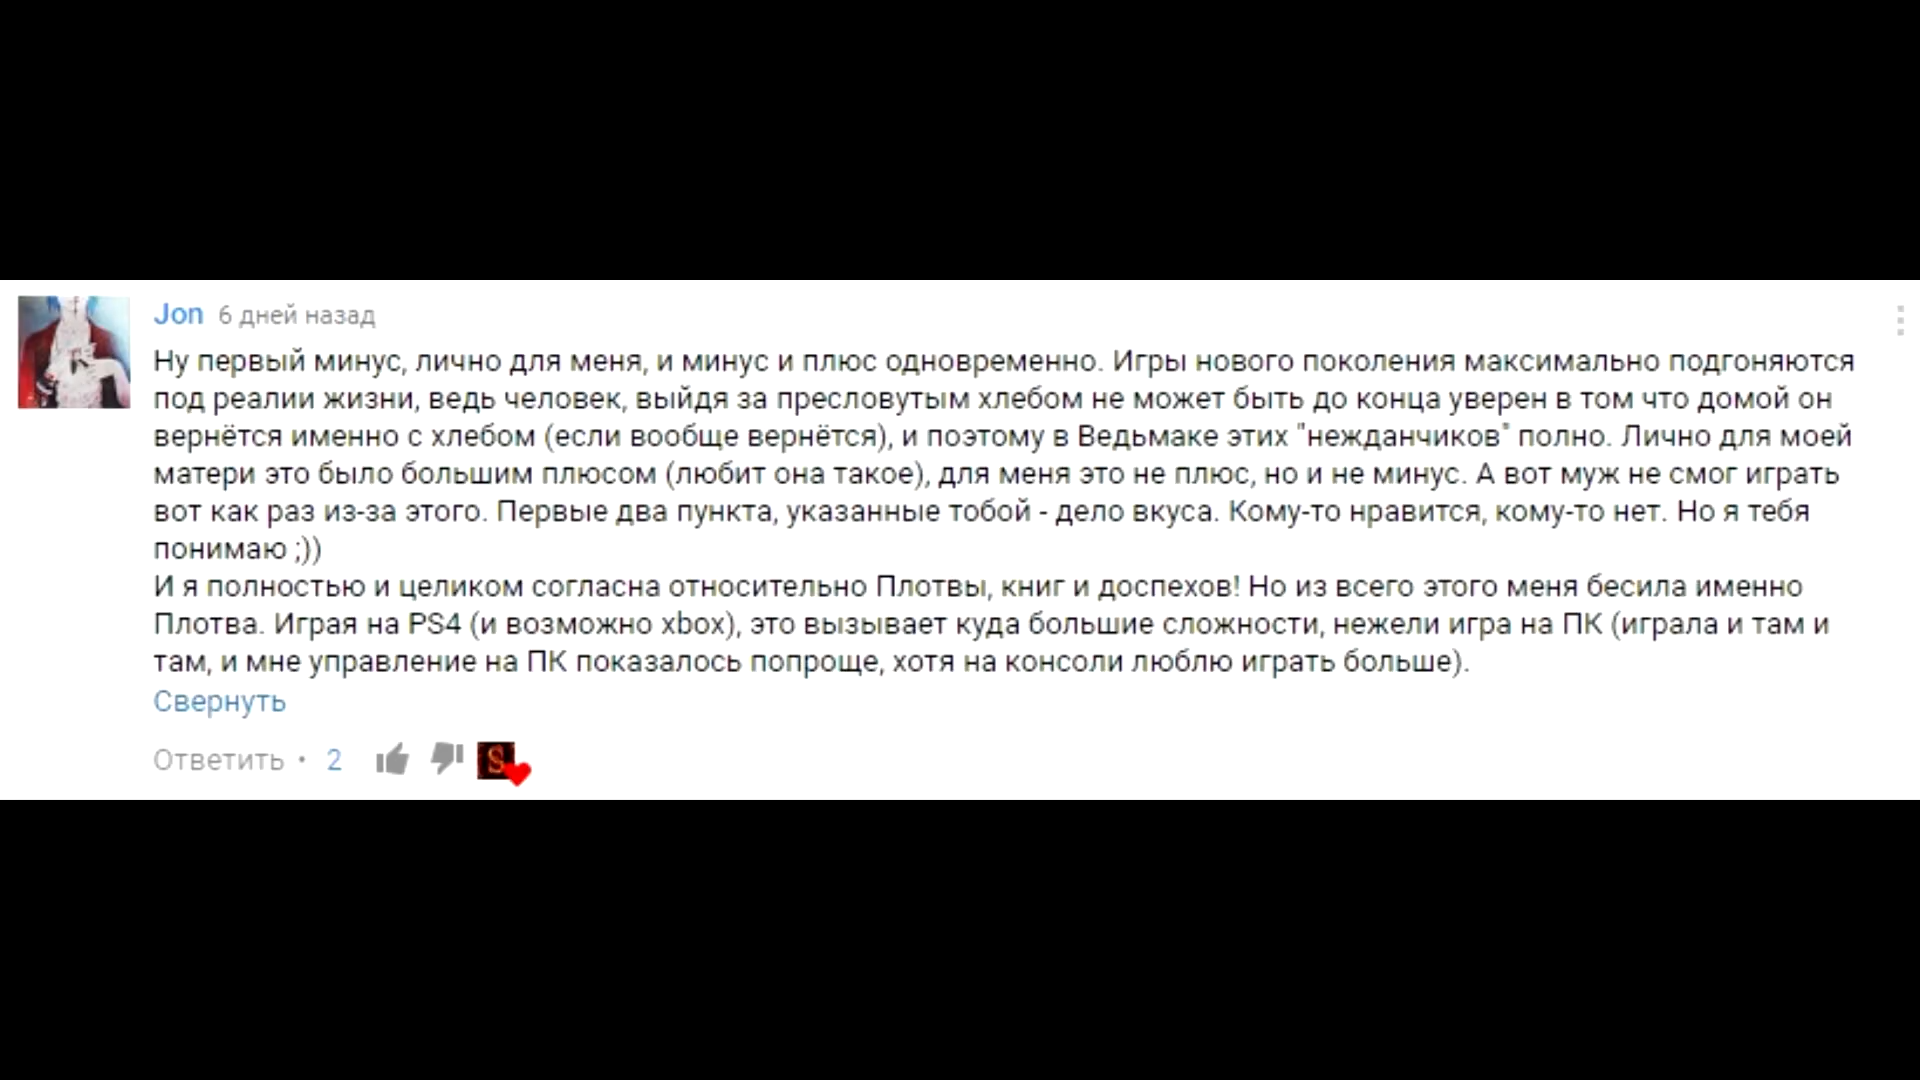 Jon 6 дней назад
Ну первый минус, лично для меня, и минус и плюс одновременно. Игры нового поколения максимально подгоняются
под реалии жизни, ведь человек, выйдя за пресловутым хлебом не может быть до конца уверен в том что домой он
вернётся именно с хлебом (если вообще вернётся), и поэтому в Ведьмаке этих "нежданчиков" полно. Лично для моей
матери это было большим плюсом (любит она такое), для меня это не плюс, но и не минус. А вот муж не смог играть
вот как раз из-за этого. Первые два пункта, указанные тобой - дело вкуса. Кому-то нравится, кому-то нет. Но я тебя
понимаю ;))
И я полностью и целиком согласна относительно Плотвы, книг и доспехов! Но из всего этого меня бесила именно
Плотва. Играя на PS4 (и возможно xbox), это вызывает куда большие сложности, нежели игра на ПК (играла и там и
там, и мне управление на ПК показалось попроще, хотя на консоли люблю играть больше).
Свернуть
Ответить • 2 S